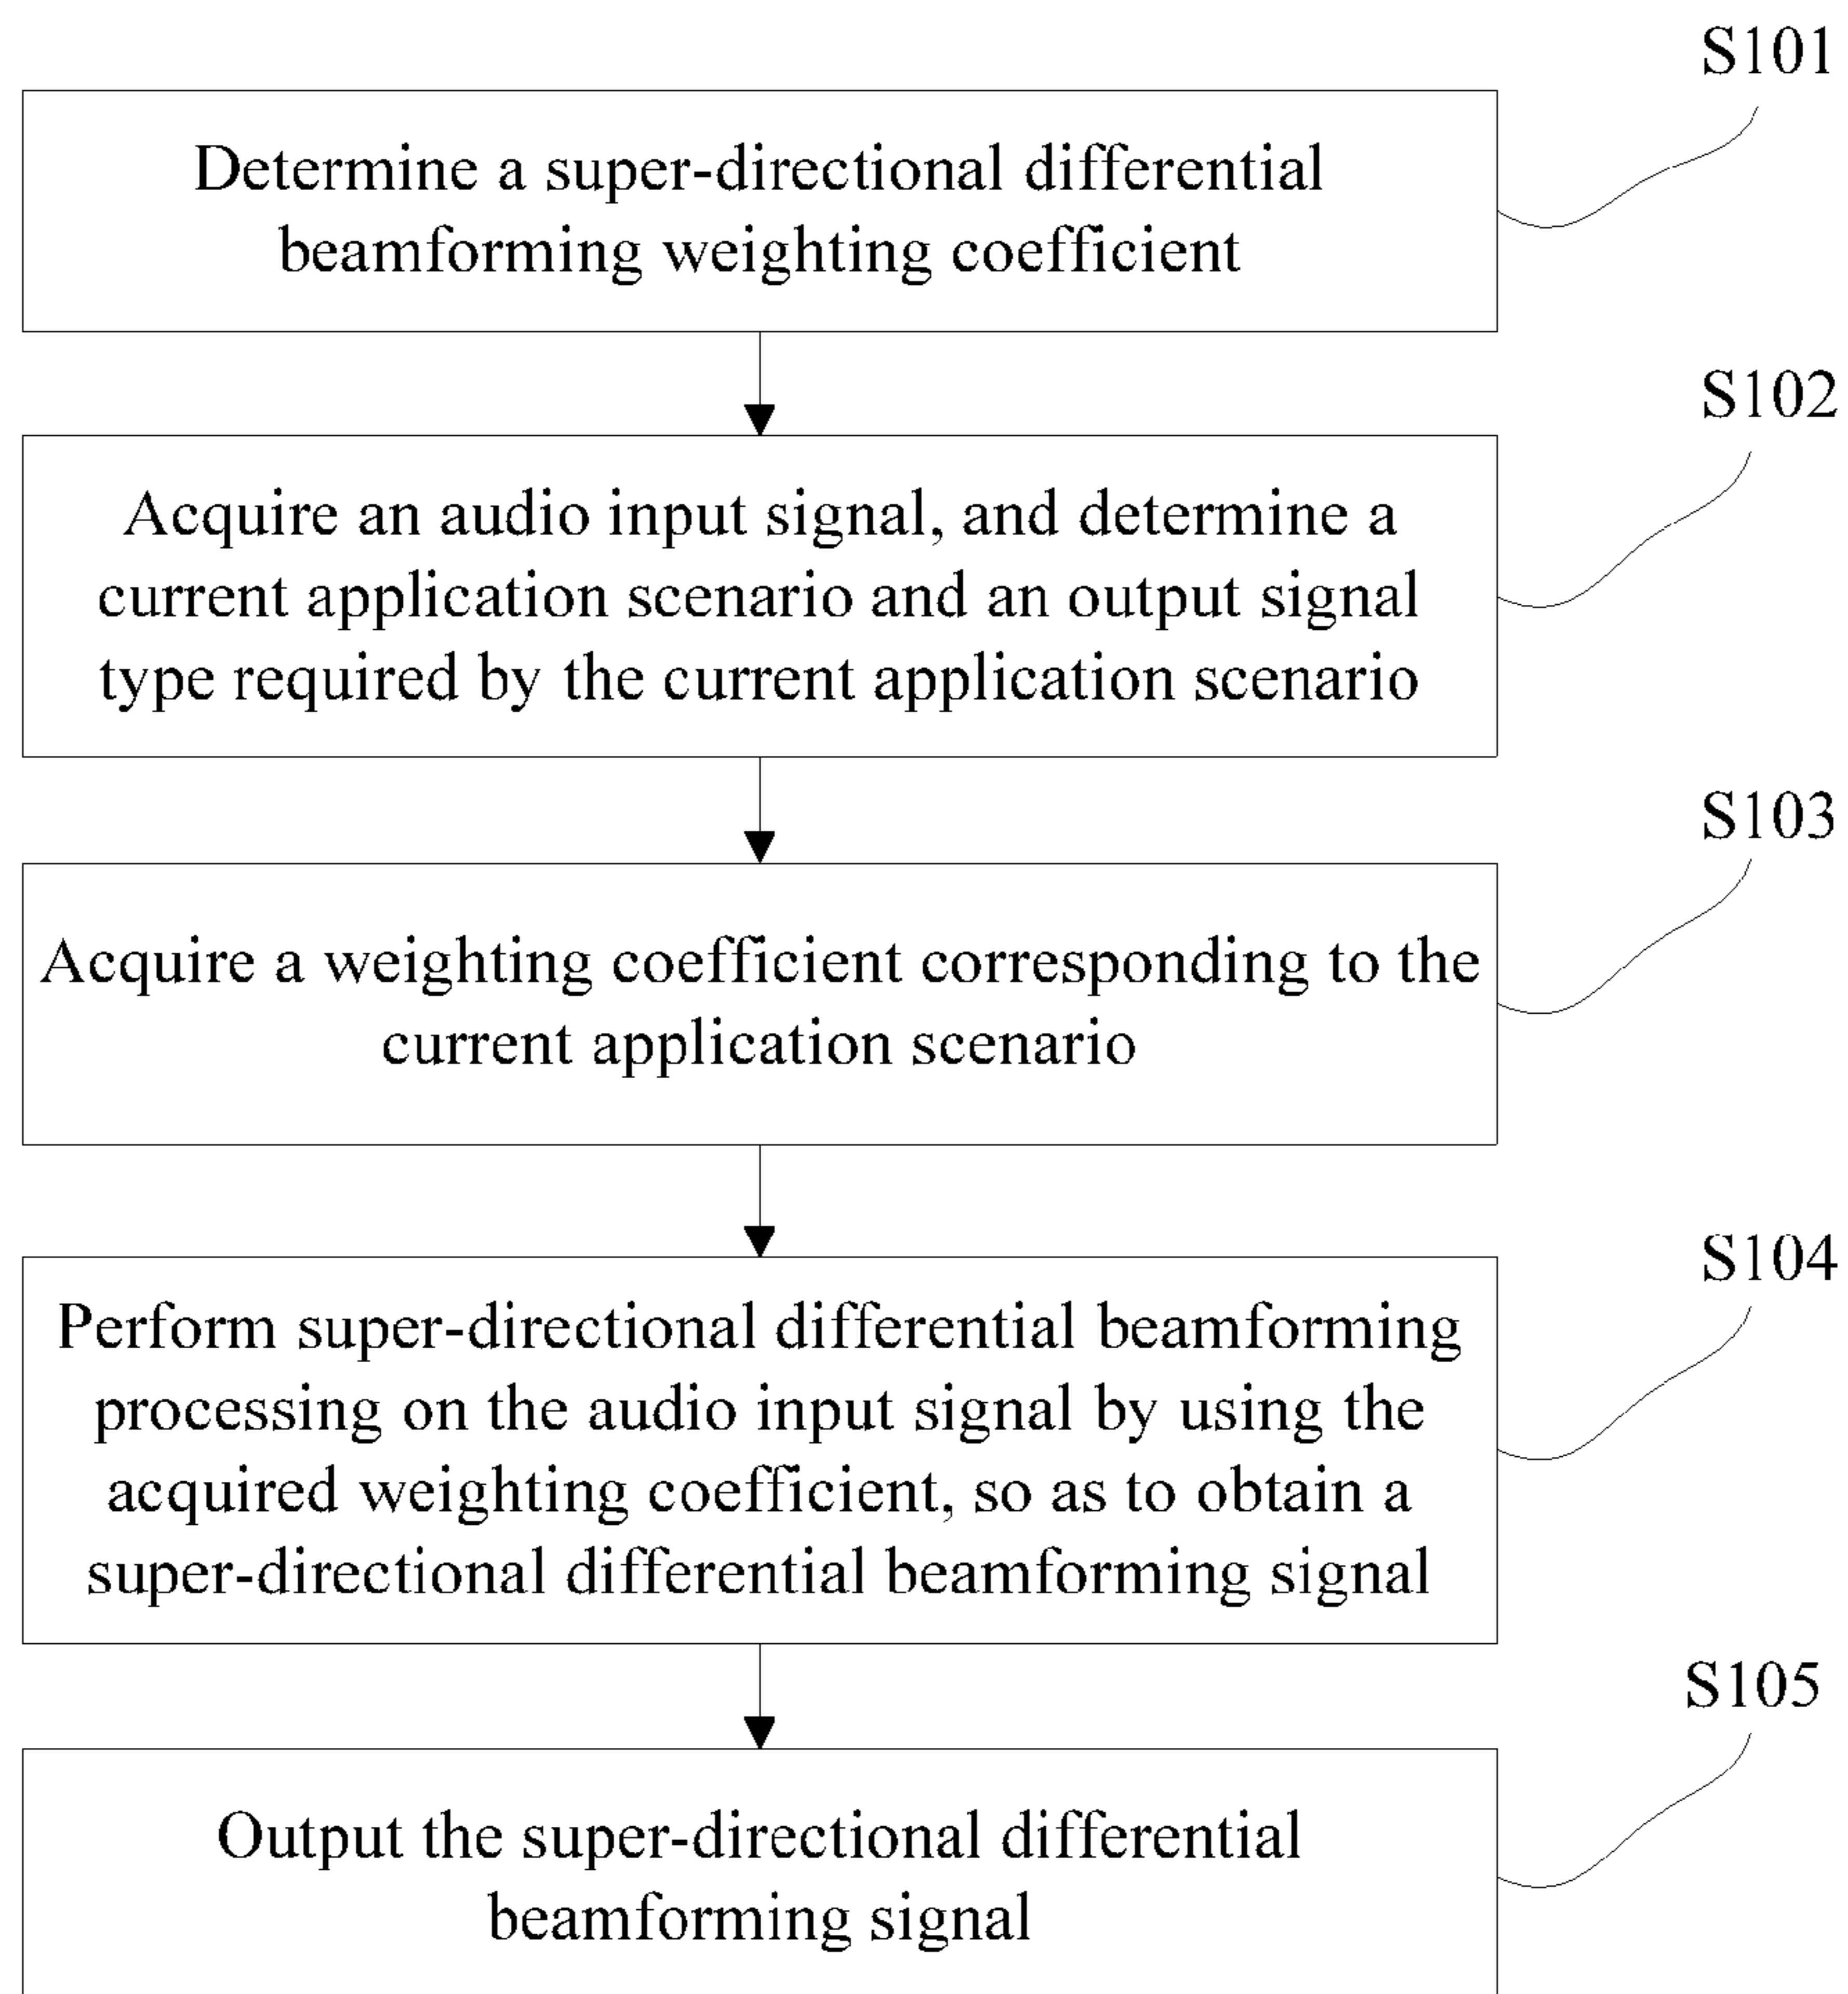 S101
Determine a super-directional differential
beamforming weighting coefficient
S102
Acquire an audio input signal, and determine a
current application scenario and an output signal
type required by the current application scenario
S103
Acquire a weighting coefficient corresponding to the
current application scenario
S104
Perform super-directional differential beamforming
processing on the audio input signal by using the
acquired weighting coefficient, so as to obtain a
super-directional differential beamforming signal
S105
Output the super-directional differential
beamforming signal